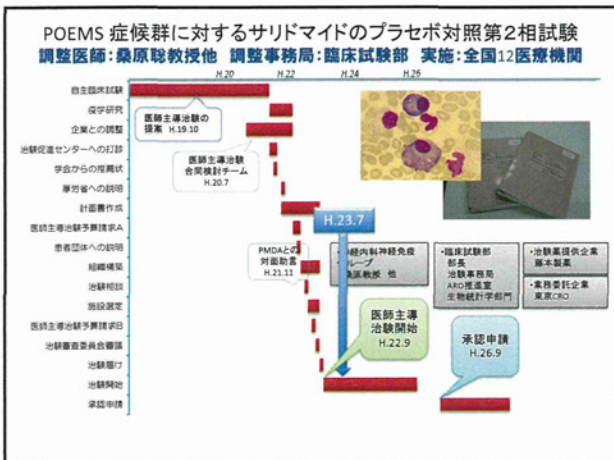 POEMS 症候群に対するサリドマイドのプラセボ対照第2相試験
調整医師:桑原聡教授他 調整事務局:臨床試験部 実施:全国12医療機関
H.20 H.22 H.24 H.26
自主臨床試験
疫学研究
企業との調整
治験促進センターへの打診
学会からの推薦状
厚労省への説明
計画書作成
医師主導治験予算請求A
患者団体への説明
組織構築
治験相談
施設選定
医師主導治験予算請求B
治験審査委員会審議
治験届け
治験開始
承認申請
医師主導治験の
提案 H.19.10
医師主導治験
合同検討チーム
H.20.7
PMDAとの
対面助言
H.21.11
H.23.7
経内科神経免疫
ループ
桑原教授 他
・臨床試験部
部長
治験事務局
ARO推進室
生物統計学部門
・治験薬提供企業
藤本製薬
・業務委託企業
東京CRO
医師主導
治験開始
H.22.9
承認申請
H.26.9